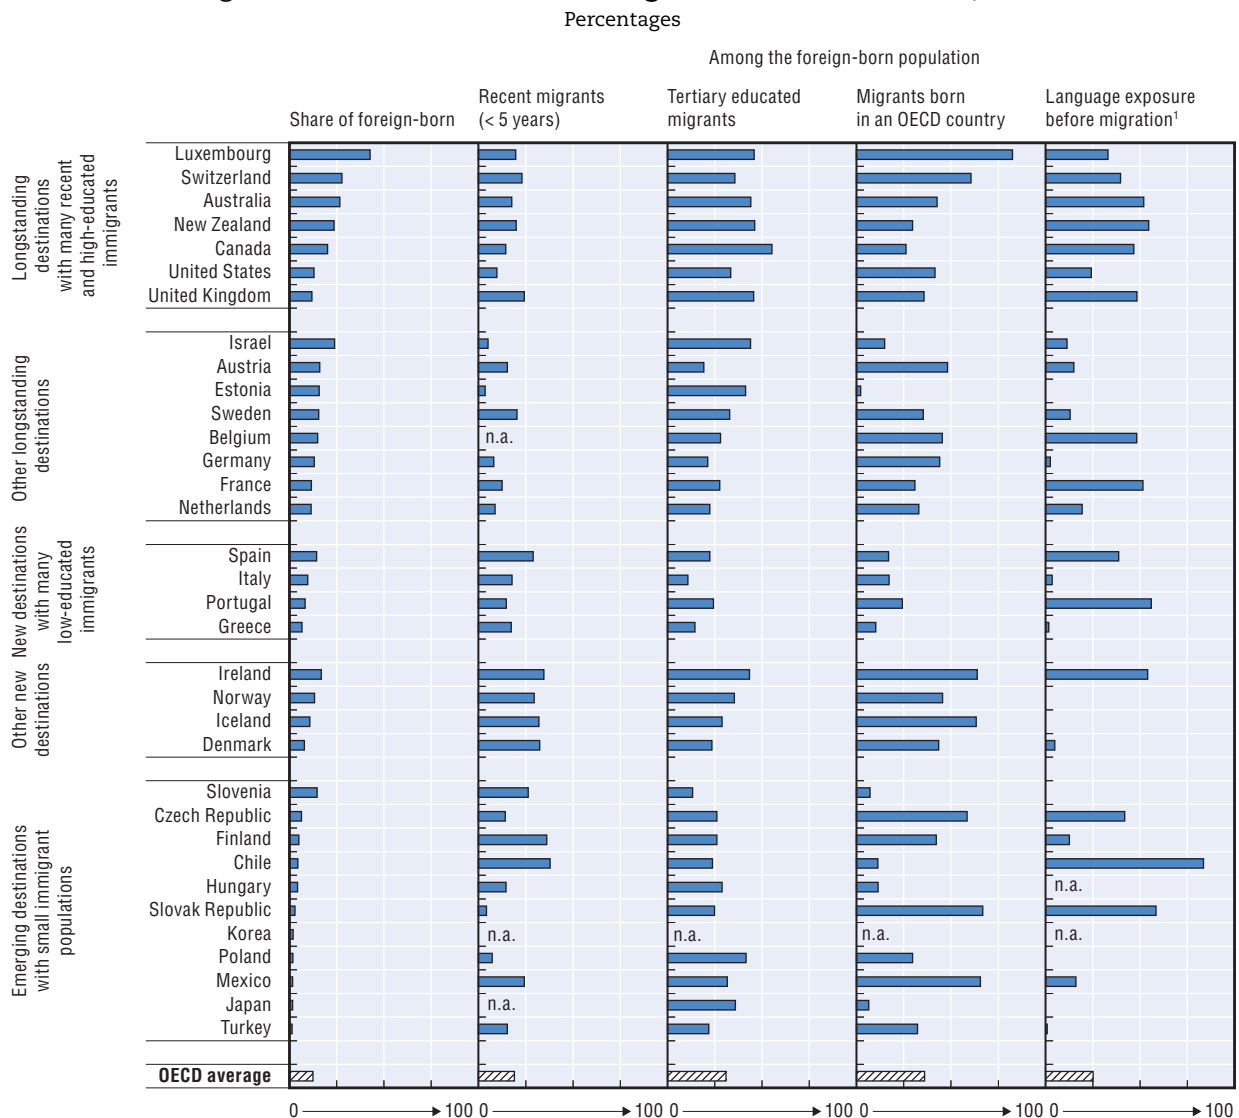 Percentages
Among the foreign-born population
Share of foreign-born
Recent migrants
(< 5 years)
Tertiary educated
migrants
Migrants born
in an OECD country
Language exposure
before migration1
Longstanding
destinations
with many recent
and high-educated
immigrants
Luxembourg
Switzerland
Australia
New Zealand
Canada
United States
United Kingdom
Other longstanding
destinations
Israel
Austria
Estonia
Sweden
Belgium n.a.
Germany
France
Netherlands
New destinations
with many
low-educated
immigrants
Spain
Italy
Portugal
Greece
Other new
destinations
Ireland
Norway
Iceland
Denmark
Emerging destinations
with small immigrant
populations
Slovenia
Czech Republic
Finland
Chile
Hungary n.a.
Slovak Republic
Korea n.a. n.a. n.a. n.a.
Poland
Mexico
Japan n.a.
Turkey
OECD average
0 100 0 100 0 100 0 100 0 100